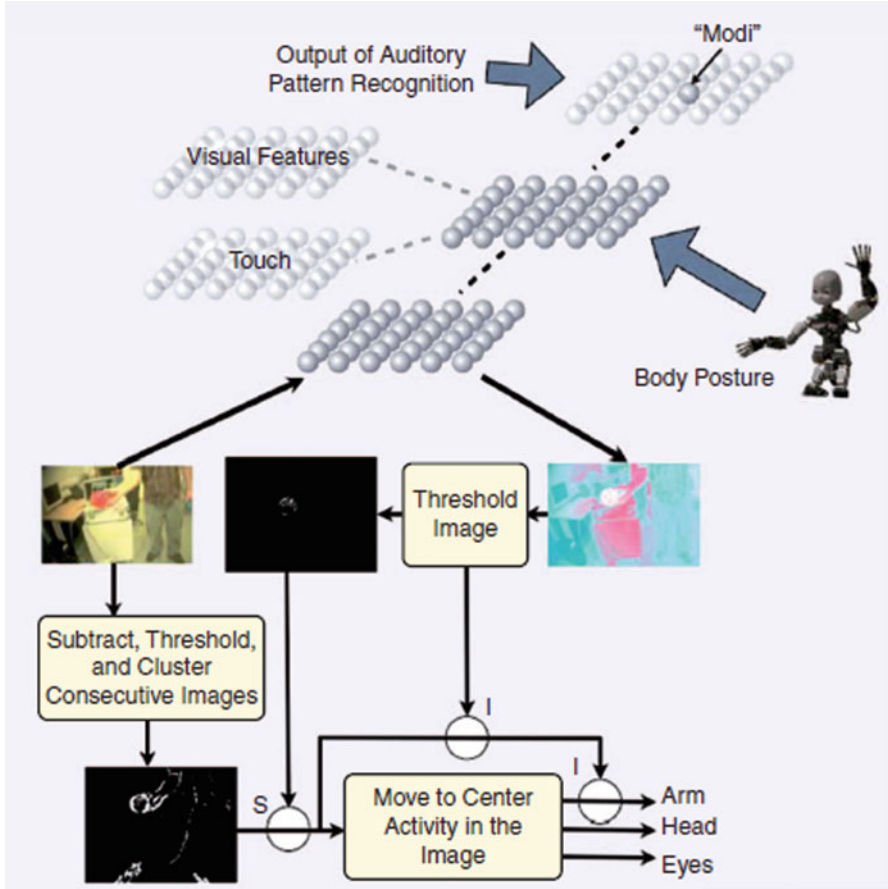 “Modi”
Output of Auditory
Pattern Recognition
Visual Features
Touch
Body Posture
Threshold
Image
Subtract, Threshold,
and Cluster
Consecutive Images
I
I
S
Move to Center
Activity in the
Image
Arm
Head
Eyes